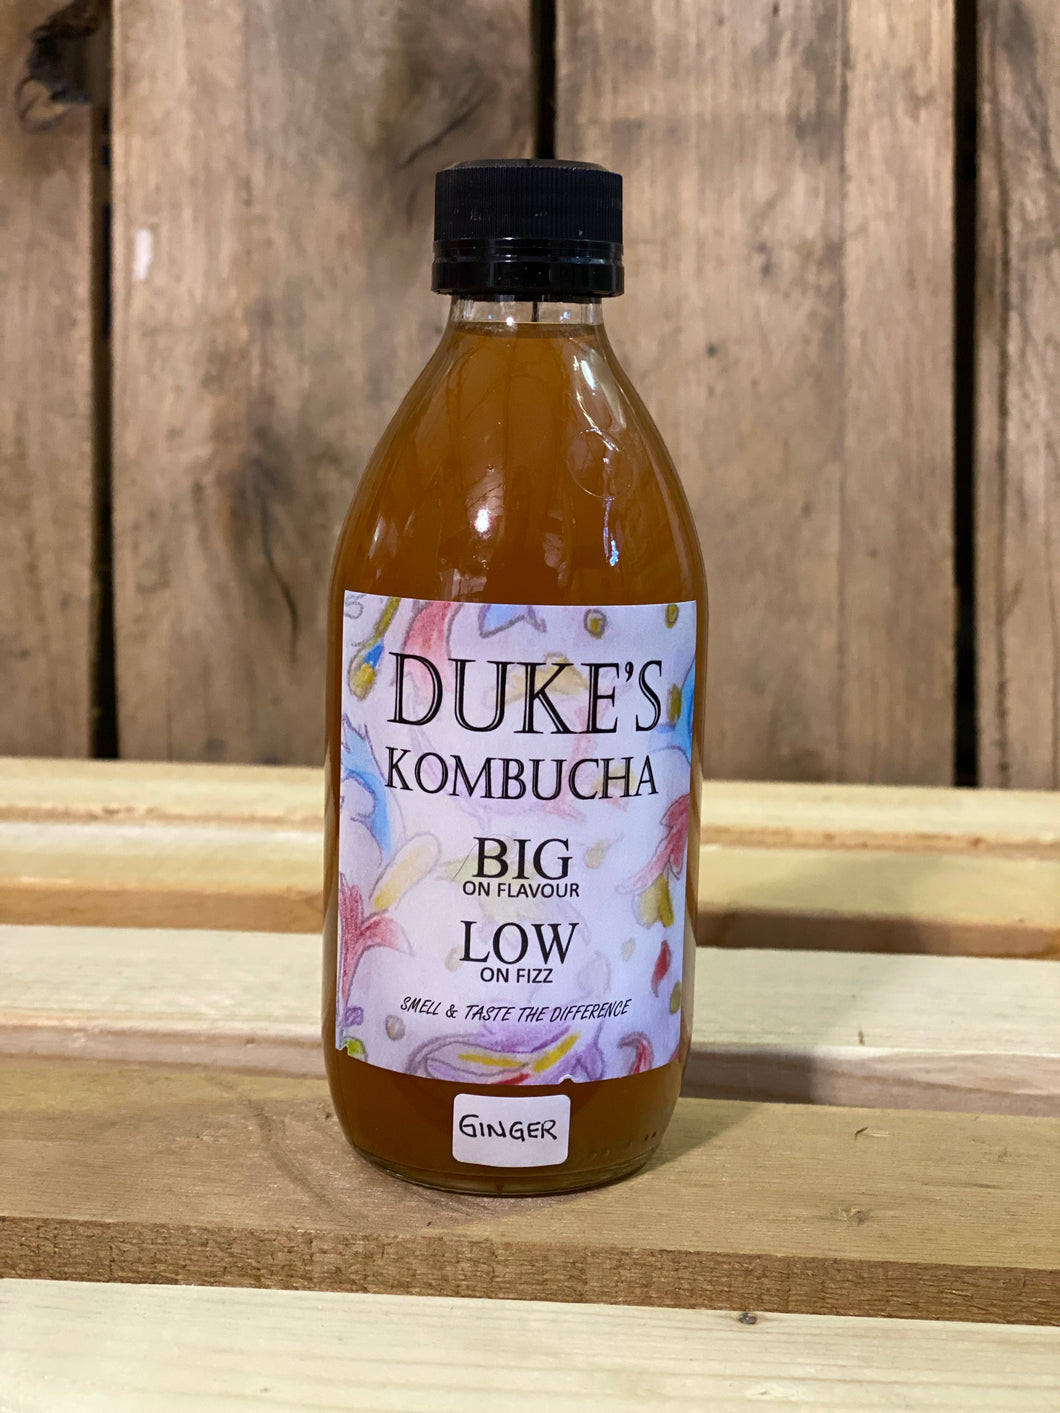 DUKE'S
KOMBUCHA
BIG
ON FLAVOUR
LOW
ON FIZZ
SMELL & TASTE THE DIFFERENCE
GINGER